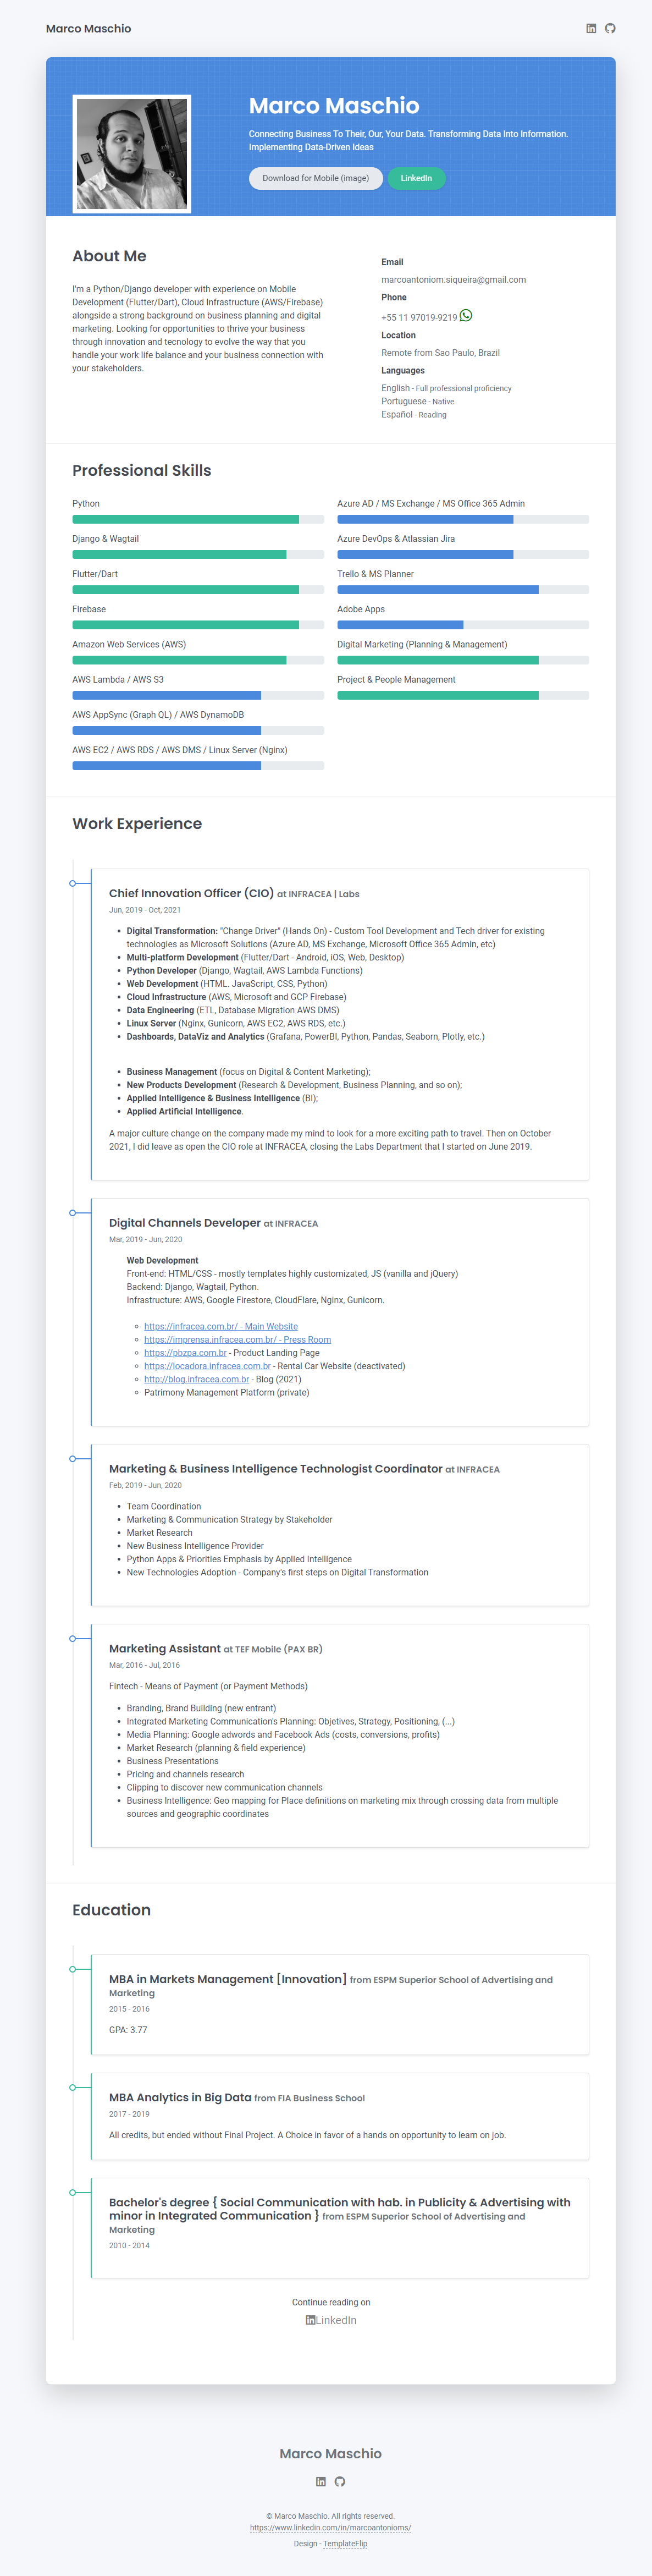 Marco Maschio
Marco Maschio
Connecting Business To Their, Our, Your Data. Transforming Data Into Information.
Implementing Data-Driven Ideas
Download for Mobile (image)
LinkedIn
About Me
I'm a Python/Django developer with experience on Mobile
Development (Flutter/Dart), Cloud Infrastructure (AWS/Firebase)
alongside a strong background on business planning and digital
marketing. Looking for opportunities to thrive your business
through innovation and tecnology to evolve the way that you
handle your work life balance and your business connection with
your stakeholders.
Email
marcoantoniom.siqueira@gmail.com
Phone
+55 11 97019-9219
Location
Remote from Sao Paulo, Brazil
Languages
English - Full professional proficiency
Portuguese - Native
Español - Reading
Professional Skills
Python
Django & Wagtail
Flutter/Dart
Firebase
Amazon Web Services (AWS)
AWS Lambda / AWS S3
AWS AppSync (Graph QL) / AWS DynamoDB
AWS EC2 / AWS RDS / AWS DMS / Linux Server (Nginx)
Azure AD / MS Exchange / MS Office 365 Admin
Azure DevOps & Atlassian Jira
Trello & MS Planner
Adobe Apps
Digital Marketing (Planning & Management)
Project & People Management
Work Experience
Chief Innovation Officer (CIO) at INFRACEA | Labs
Jun, 2019 - Oct, 2021
Digital Transformation: "Change Driver" (Hands On) - Custom Tool Development and Tech driver for existing
technologies as Microsoft Solutions (Azure AD, MS Exchange, Microsoft Office 365 Admin, etc)
Multi-platform Development (Flutter/Dart - Android, iOS, Web, Desktop)
Python Developer (Django, Wagtail, AWS Lambda Functions)
Web Development (HTML. JavaScript, CSS, Python)
Cloud Infrastructure (AWS, Microsoft and GCP Firebase)
Data Engineering (ETL, Database Migration AWS DMS)
Linux Server (Nginx, Gunicorn, AWS EC2, AWS RDS, etc.)
Dashboards, DataViz and Analytics (Grafana, PowerBI, Python, Pandas, Seaborn, Plotly, etc.)
Business Management (focus on Digital & Content Marketing);
New Products Development (Research & Development, Business Planning, and so on);
Applied Intelligence & Business Intelligence (BI);
Applied Artificial Intelligence.
A major culture change on the company made my mind to look for a more exciting path to travel. Then on October
2021, I did leave as open the CIO role at INFRACEA, closing the Labs Department that I started on June 2019.
Digital Channels Developer at INFRACEA
Mar, 2019 - Jun, 2020
Web Development
Front-end: HTML/CSS - mostly templates highly customizated, JS (vanilla and jQuery)
Backend: Django, Wagtail, Python.
Infrastructure: AWS, Google Firestore, CloudFlare, Nginx, Gunicorn.
https://infracea.com.br/ - Main Website
https://imprensa.infracea.com.br/ - Press Room
https://pbzpa.com.br - Product Landing Page
https://locadora.infracea.com.br - Rental Car Website (deactivated)
http://blog.infracea.com.br - Blog (2021)
Patrimony Management Platform (private)
Marketing & Business Intelligence Technologist Coordinator at INFRACEA
Feb, 2019 - Jun, 2020
Team Coordination
Marketing & Communication Strategy by Stakeholder
Market Research
New Business Intelligence Provider
Python Apps & Priorities Emphasis by Applied Intelligence
New Technologies Adoption - Company's first steps on Digital Transformation
Marketing Assistant at TEF Mobile (PAX BR)
Mar, 2016 - Jul, 2016
Fintech - Means of Payment (or Payment Methods)
Branding, Brand Building (new entrant)
Integrated Marketing Communication's Planning: Objetives, Strategy, Positioning, (...)
Media Planning: Google adwords and Facebook Ads (costs, conversions, profits)
Market Research (planning & field experience)
Business Presentations
Pricing and channels research
Clipping to discover new communication channels
Business Intelligence: Geo mapping for Place definitions on marketing mix through crossing data from multiple
sources and geographic coordinates
Education
MBA in Markets Management [Innovation] from ESPM Superior School of Advertising and
Marketing
2015 - 2016
GPA: 3.77
MBA Analytics in Big Data from FIA Business School
2017 - 2019
All credits, but ended without Final Project. A Choice in favor of a hands on opportunity to learn on job.
Bachelor's degree { Social Communication with hab. in Publicity & Advertising with
minor in Integrated Communication } from ESPM Superior School of Advertising and
Marketing
2010 - 2014
Continue reading on
LinkedIn
Marco Maschio
© Marco Maschio. All rights reserved.
https://www.linkedin.com/in/marcoantonioms/
Design - TemplateFlip